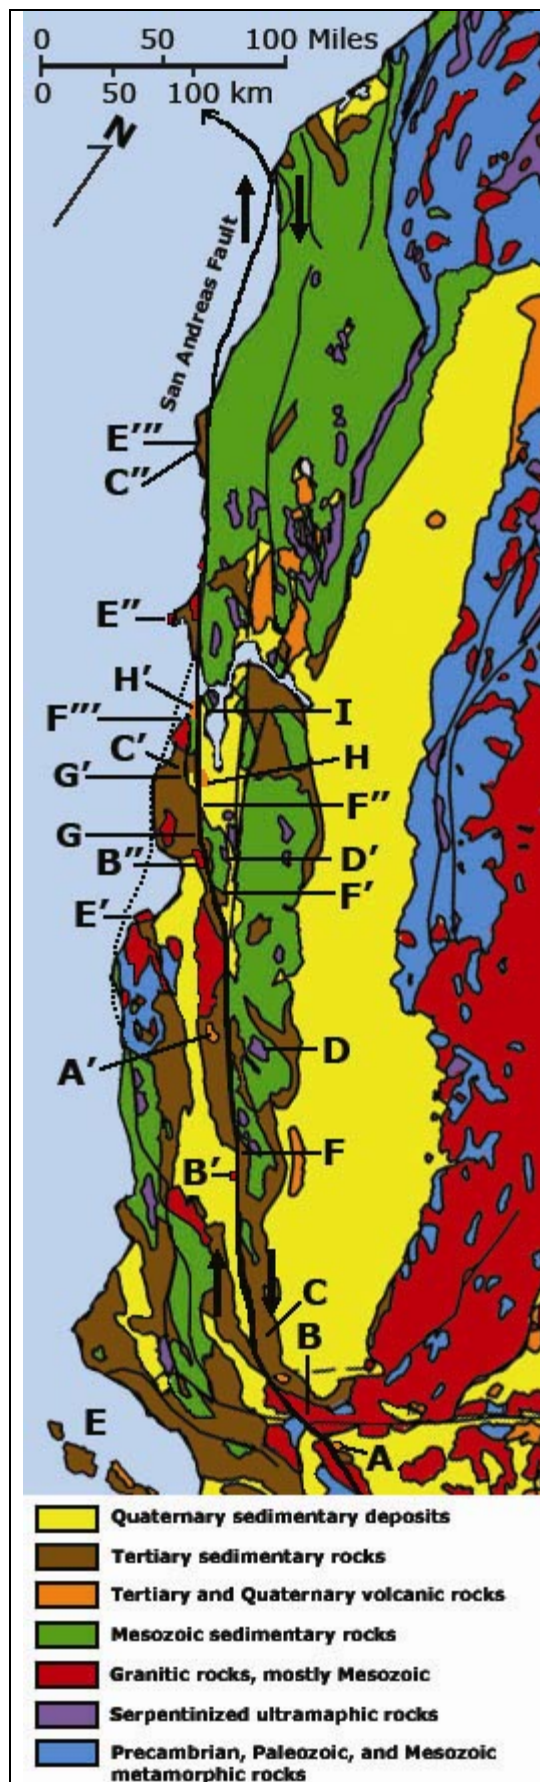 0 50 100 Miles
0 50 100 km
N
San Andreas Fault
E‴
C″
E″
H′
I
F‴
C′
H
G′
F″
G
B″
D′
F′
E′
D
A′
F
B′
C
B
E
A
Quaternary sedimentary deposits
Tertiary sedimentary rocks
Tertiary and Quaternary volcanic rocks
Mesozoic sedimentary rocks
Granitic rocks, mostly Mesozoic
Serpentinized ultramaphic rocks
Precambrian, Paleozoic, and Mesozoic
metamorphic rocks